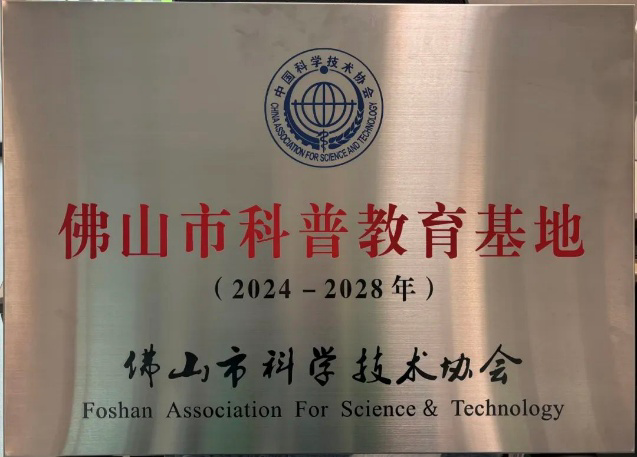 中国科学技术协会
CHINA ASSOCIATION FOR SCIENCE AND TECHNOLOGY
佛山市科普教育基地
（2024－2028年）
佛山市科学技术协会
Foshan Association For Science & Technology